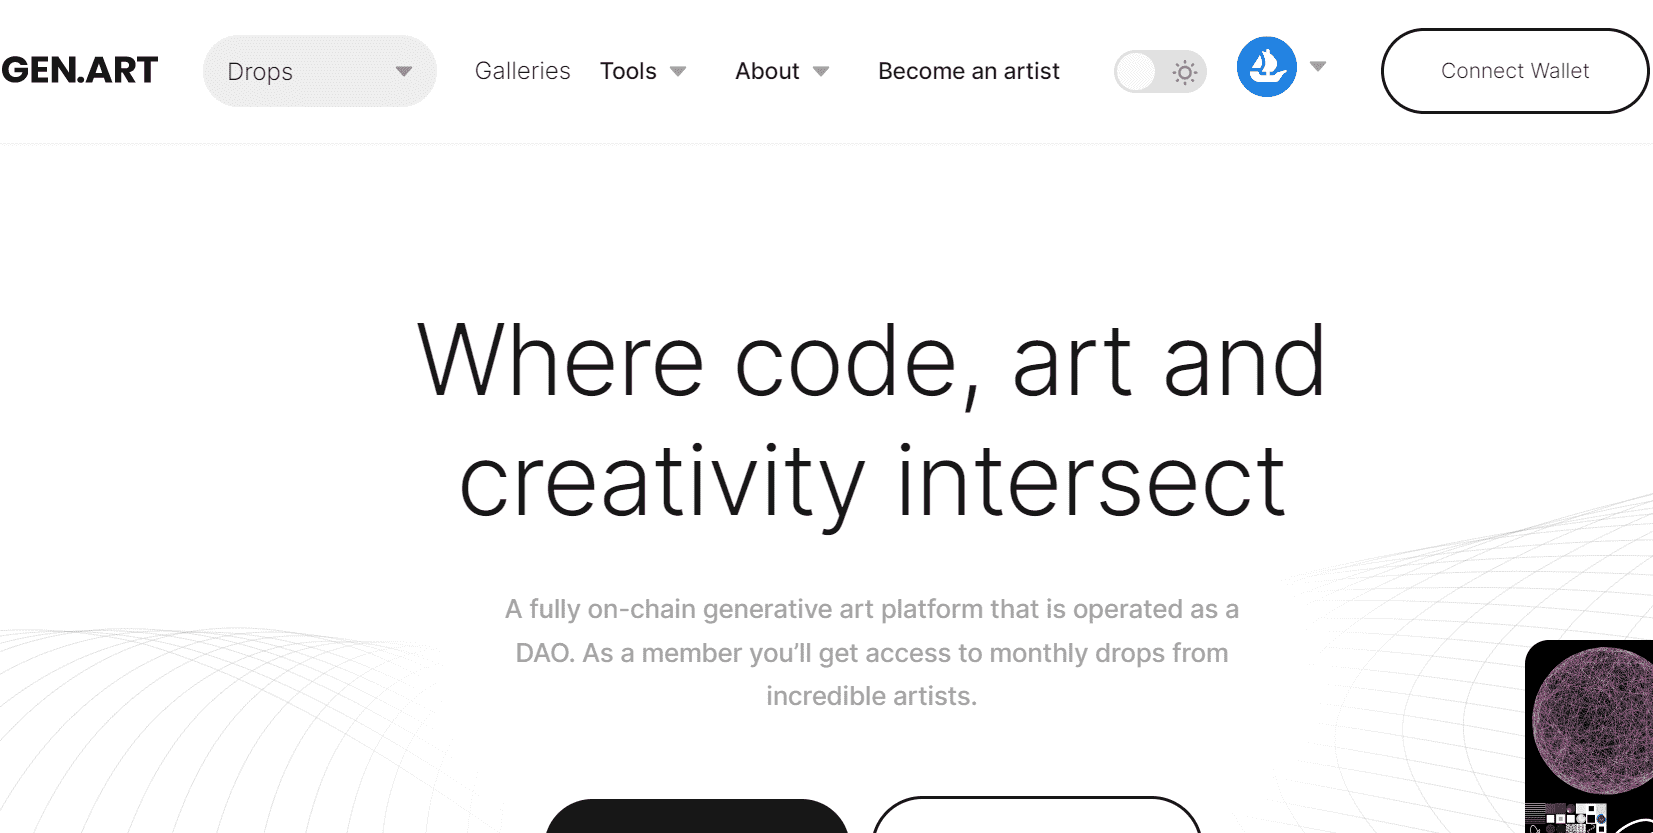 GEN.ART
Drops
Galleries
Tools
About
Become an artist
Connect Wallet
Where code, art and
creativity intersect
A fully on-chain generative art platform that is operated as a
DAO. As a member you’ll get access to monthly drops from
incredible artists.